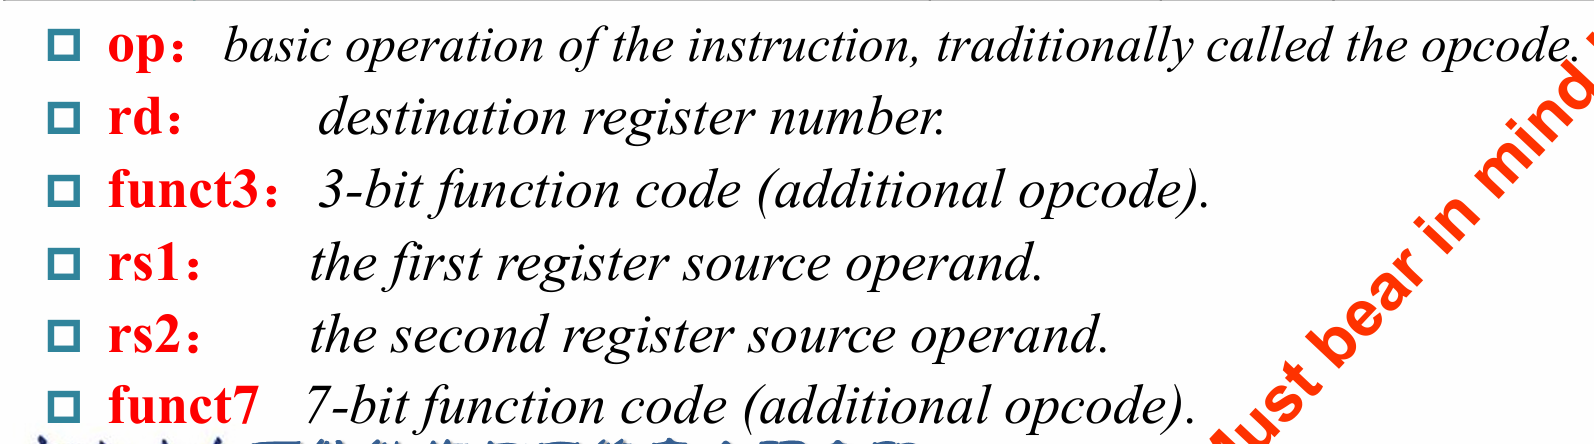 op： basic operation of the instruction, traditionally called the opcode.
rd： destination register number.
funct3： 3-bit function code (additional opcode).
rs1： the first register source operand.
rs2： the second register source operand.
funct7 7-bit function code (additional opcode).
Must bear in mind